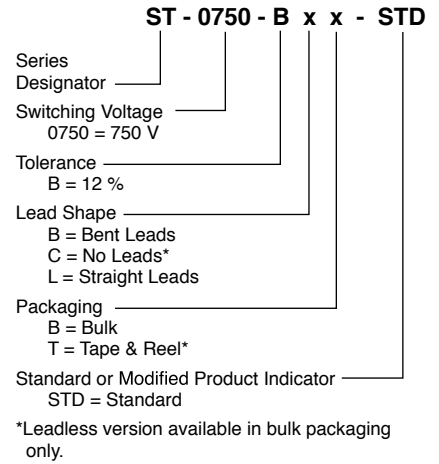 ST - 0750 - B x x - STD
Series
Designator
Switching Voltage
0750 = 750 V
Tolerance
B = 12 %
Lead Shape
B = Bent Leads
C = No Leads*
L = Straight Leads
Packaging
B = Bulk
T = Tape & Reel*
Standard or Modified Product Indicator
STD = Standard
*Leadless version available in bulk packaging
only.